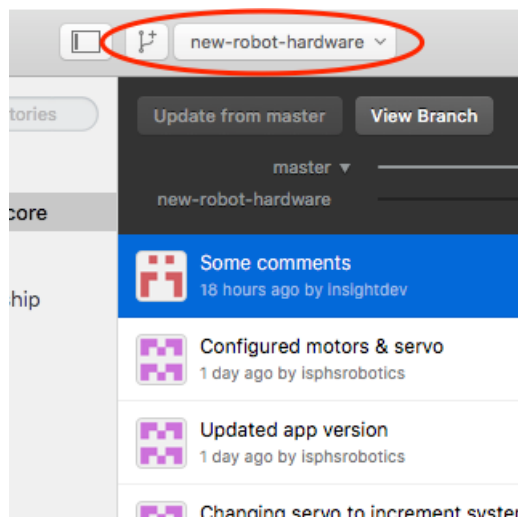 new-robot-hardware
tories
Update from master
View Branch
master
new-robot-hardware
core
Some comments
18 hours ago by insightdev
ship
Configured motors & servo
1 day ago by isphsrobotics
Updated app version
1 day ago by isphsrobotics
Changing servo to increment system